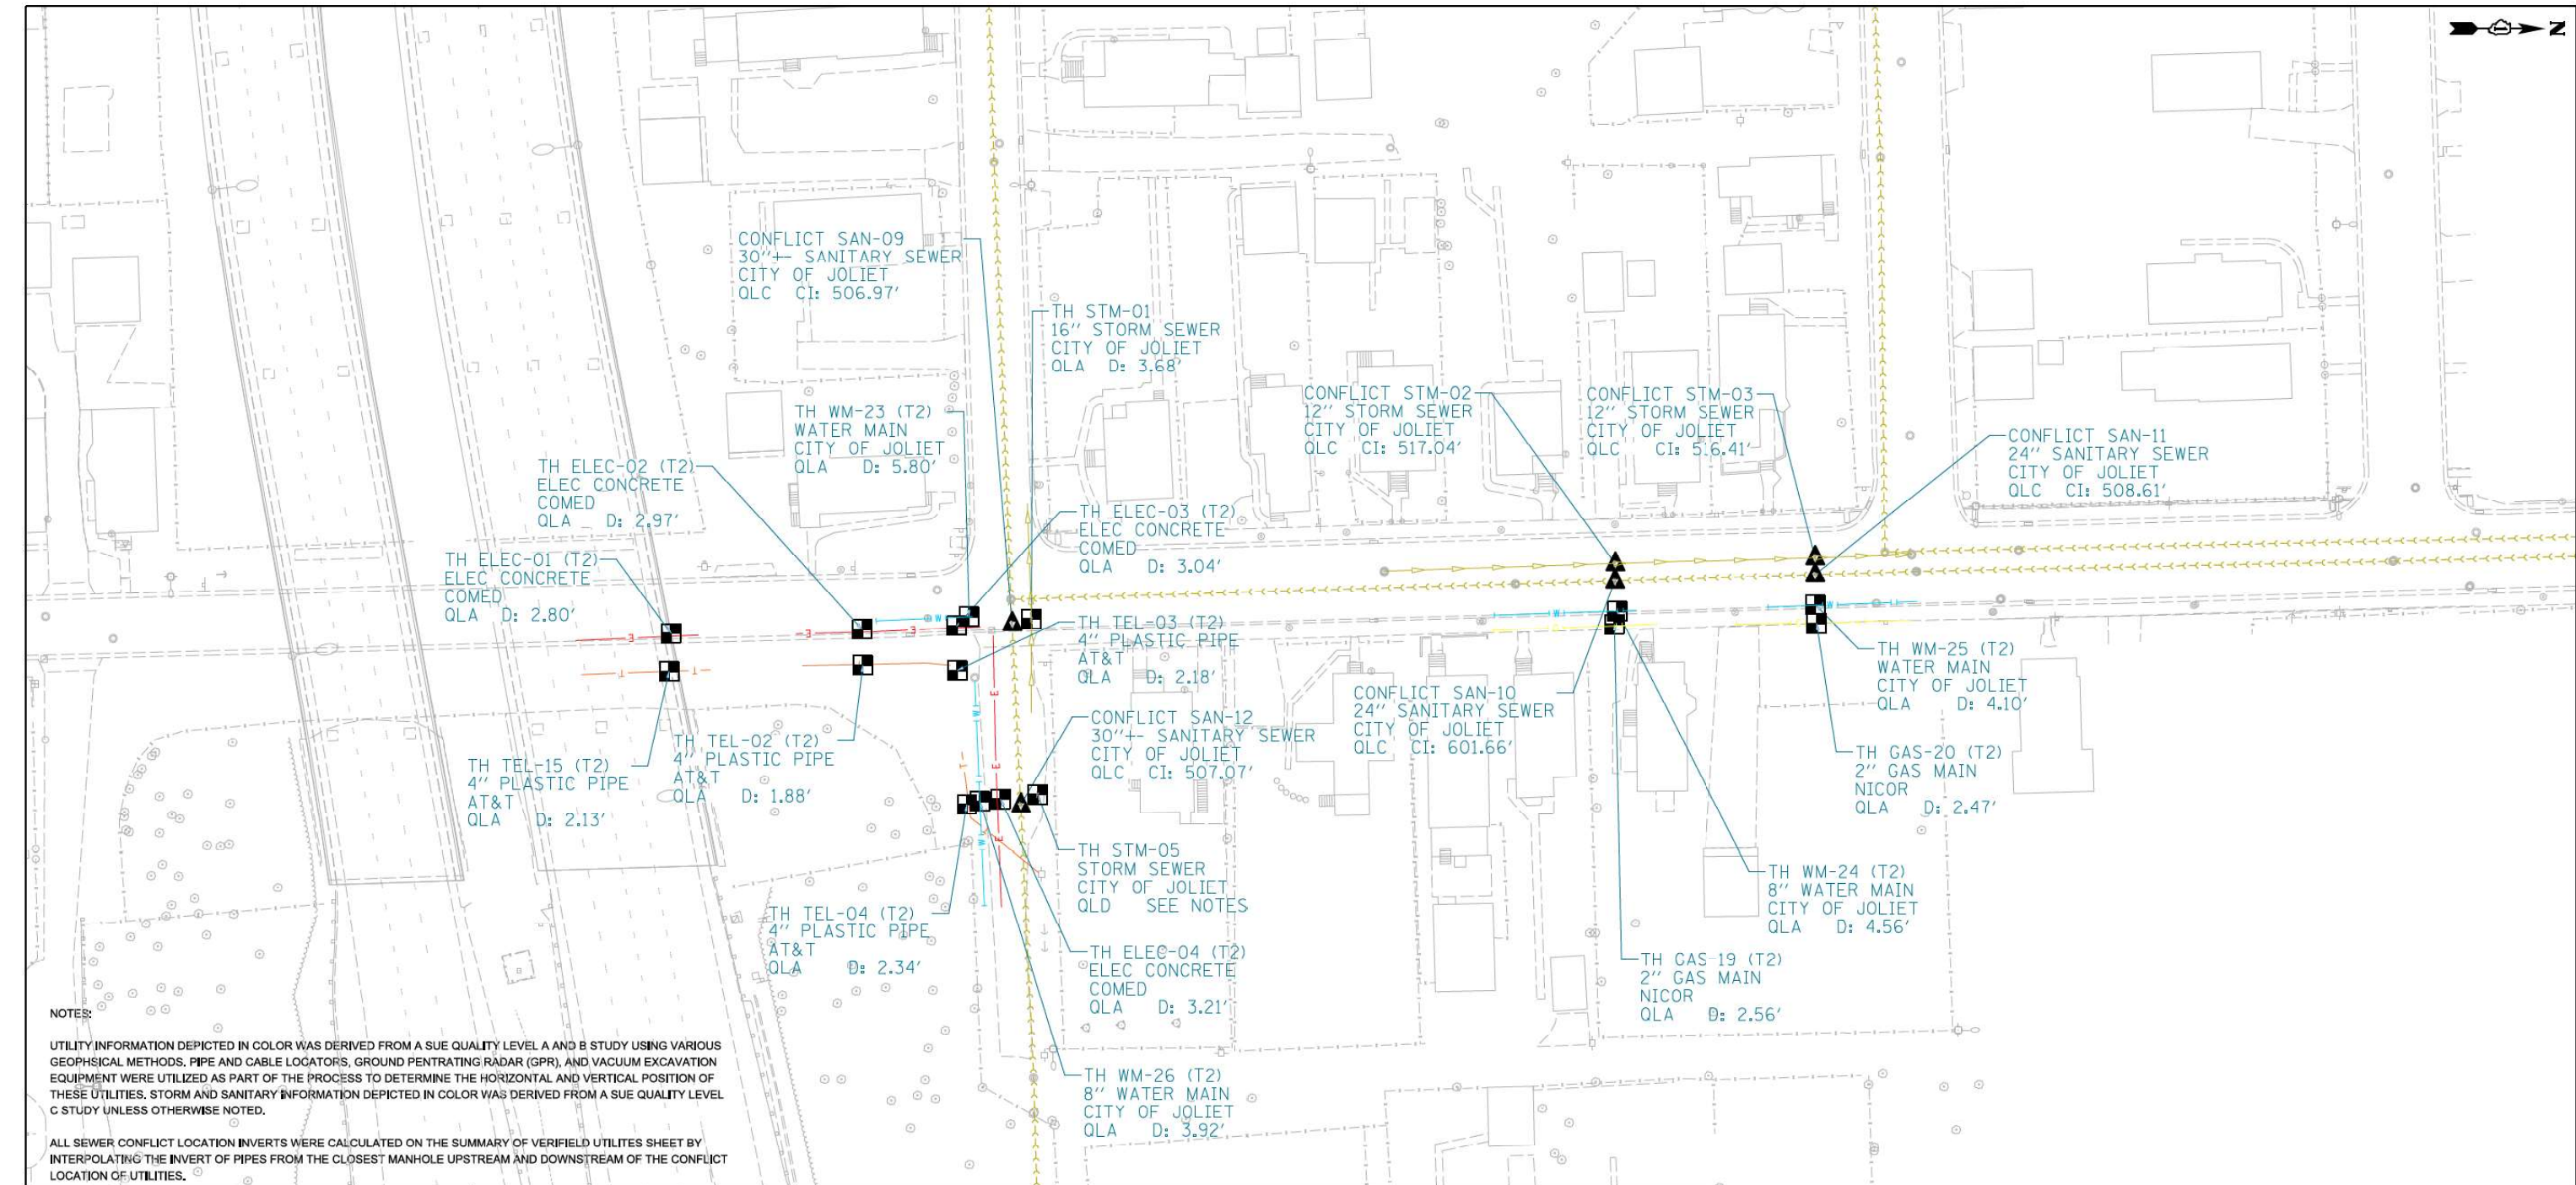 N
CONFLICT SAN-09
30"+- SANITARY SEWER
CITY OF JOLIET
QLC CI: 506.97'
TH STM-01
16" STORM SEWER
CITY OF JOLIET
QLA D: 3.68'
TH WM-23 (T2)
WATER MAIN
CITY OF JOLIET
QLA D: 5.80'
CONFLICT STM-02
12" STORM SEWER
CITY OF JOLIET
QLC CI: 517.04'
CONFLICT STM-03
12" STORM SEWER
CITY OF JOLIET
QLC CI: 516.41'
CONFLICT SAN-11
24" SANITARY SEWER
CITY OF JOLIET
QLC CI: 508.61'
TH ELEC-02 (T2)
ELEC CONCRETE
COMED
QLA D: 2.97'
TH ELEC-03 (T2)
ELEC CONCRETE
COMED
QLA D: 3.04'
TH ELEC-01 (T2)
ELEC CONCRETE
COMED
QLA D: 2.80'
TH TEL-03 (T2)
4" PLASTIC PIPE
AT&T
QLA D: 2.18'
TH WM-25 (T2)
WATER MAIN
CITY OF JOLIET
QLA D: 4.10'
CONFLICT SAN-10
24" SANITARY SEWER
CITY OF JOLIET
QLC CI: 601.66'
CONFLICT SAN-12
30"+- SANITARY SEWER
CITY OF JOLIET
QLC CI: 507.07'
TH TEL-02 (T2)
4" PLASTIC PIPE
AT&T
QLA D: 1.88'
TH TEL-15 (T2)
4" PLASTIC PIPE
AT&T
QLA D: 2.13'
TH GAS-20 (T2)
2" GAS MAIN
NICOR
QLA D: 2.47'
TH STM-05
STORM SEWER
CITY OF JOLIET
QLD SEE NOTES
TH WM-24 (T2)
8" WATER MAIN
CITY OF JOLIET
QLA D: 4.56'
TH TEL-04 (T2)
4" PLASTIC PIPE
AT&T
QLA D: 2.34'
TH ELEC-04 (T2)
ELEC CONCRETE
COMED
QLA D: 3.21'
TH GAS-19 (T2)
2" GAS MAIN
NICOR
QLA D: 2.56'
TH WM-26 (T2)
8" WATER MAIN
CITY OF JOLIET
QLA D: 3.92'
NOTES:
UTILITY INFORMATION DEPICTED IN COLOR WAS DERIVED FROM A SUE QUALITY LEVEL A AND B STUDY USING VARIOUS
GEOPHSICAL METHODS. PIPE AND CABLE LOCATORS, GROUND PENTRATING RADAR (GPR), AND VACUUM EXCAVATION
EQUIPMENT WERE UTILIZED AS PART OF THE PROCESS TO DETERMINE THE HORIZONTAL AND VERTICAL POSITION OF
THESE UTILITIES. STORM AND SANITARY INFORMATION DEPICTED IN COLOR WAS DERIVED FROM A SUE QUALITY LEVEL
C STUDY UNLESS OTHERWISE NOTED.
ALL SEWER CONFLICT LOCATION INVERTS WERE CALCULATED ON THE SUMMARY OF VERIFIELD UTILITES SHEET BY
INTERPOLATING THE INVERT OF PIPES FROM THE CLOSEST MANHOLE UPSTREAM AND DOWNSTREAM OF THE CONFLICT
LOCATION OF UTILITIES.